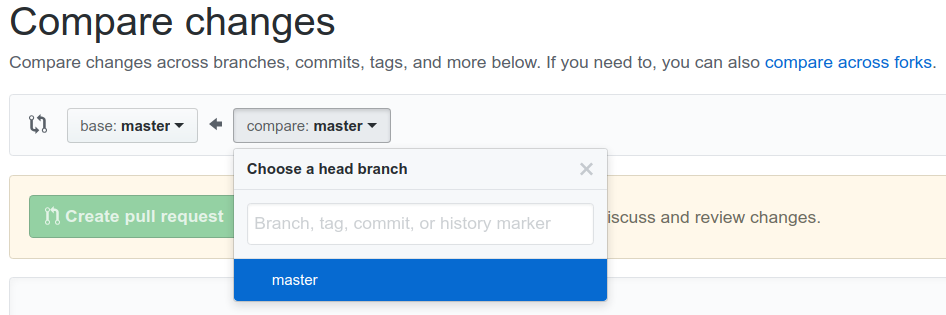 Compare changes
Compare changes across branches, commits, tags, and more below. If you need to, you can also compare across forks.
base: master
compare: master
Choose a head branch
Create pull request
Branch, tag, commit, or history marker
iscuss and review changes.
master